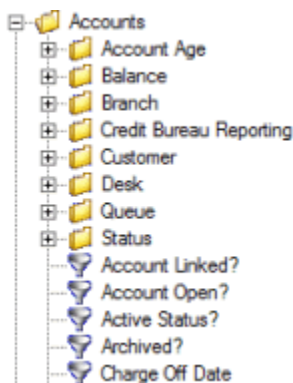 Accounts
Account Age
Balance
Branch
Credit Bureau Reporting
Customer
Desk
Queue
Status
Account Linked?
Account Open?
Active Status?
Archived?
Charge Off Date